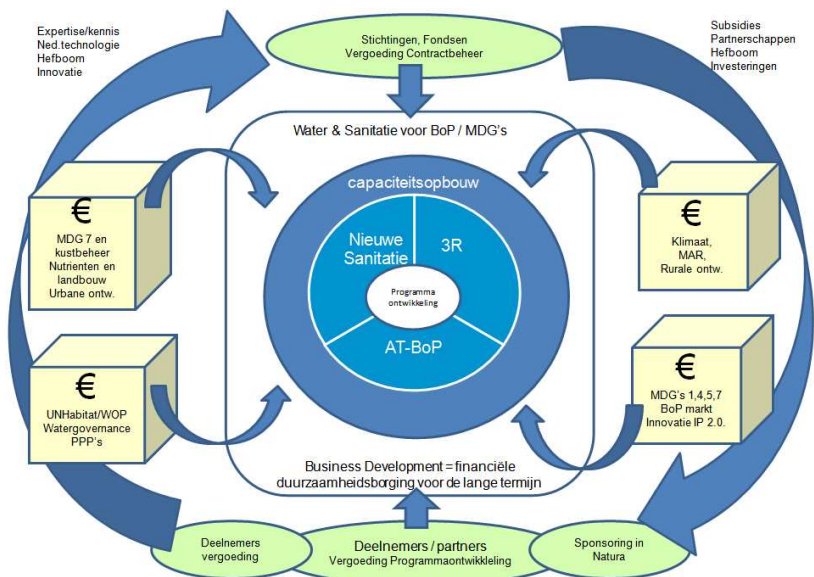 Expertise/kennis
Ned.technologie
Hefboom
Innovatie
Stichtingen, Fondsen
Vergoeding Contractbeheer
Subsidies
Partnerschappen
Hefboom
Investeringen
Water & Sanitatie voor BoP / MDG's
capaciteitsopbouw
Nieuwe
Sanitatie
3R
Programma
ontwikkeling
AT-BoP
€
MDG 7 en
kustbeheer
Nutrienten en
landbouw
Urbane ontw.
€
Klimaat,
MAR,
Rurale ontw.
€
UNHabitat/WOP
Watergovernance
PPP's
€
MDG's 1,4,5,7
BoP markt
Innovatie IP 2.0.
Business Development = financiële
duurzaamheidsborging voor de lange termijn
Deelnemers
vergoeding
Deelnemers / partners
Vergoeding Programmaontwikkleling
Sponsoring in
Natura